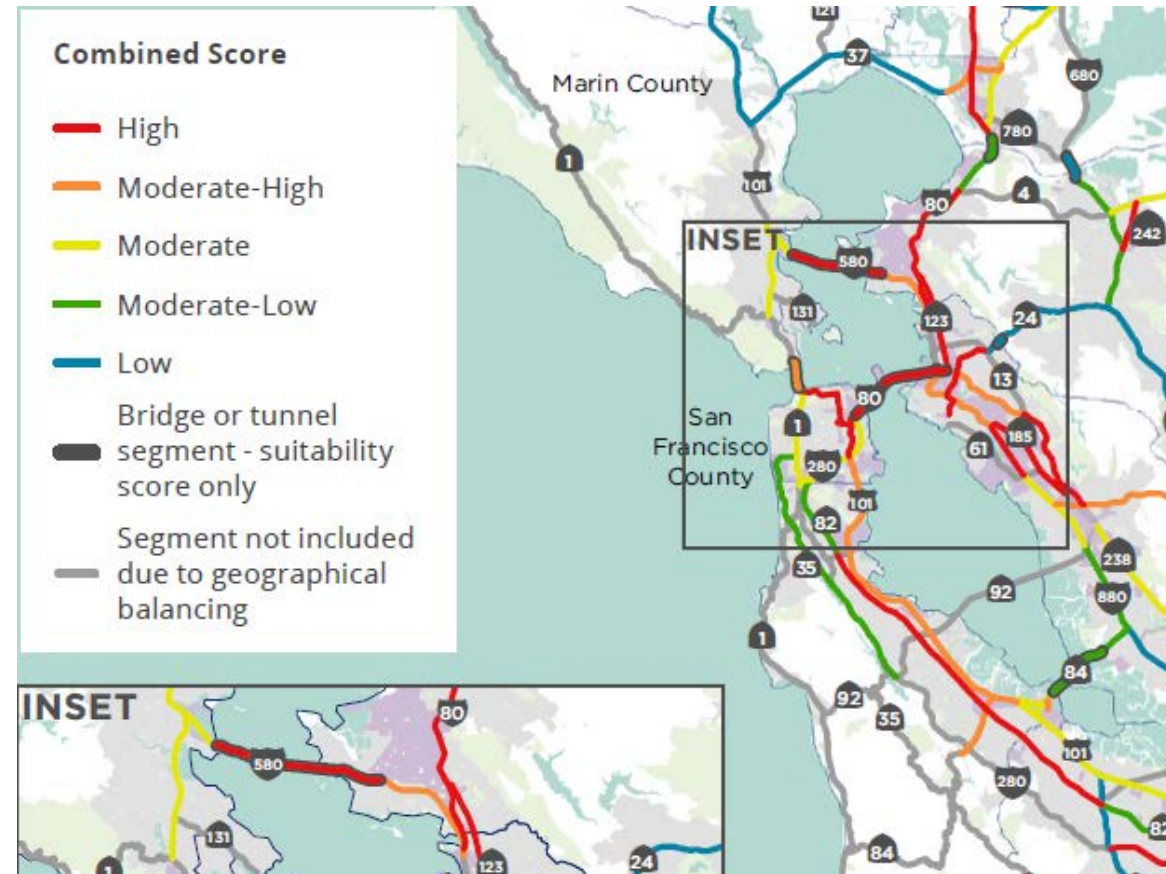 Combined Score
High
Moderate-High
Moderate
Moderate-Low
Low
Bridge or tunnel
segment - suitability
score only
Segment not included
due to geographical
balancing
121
37
Marin County
680
780
1
101
80
4
242
INSET
580
131
123
24
13
80
San
Francisco
County
1
185
61
280
101
82
35
238
92
880
1
84
92
35
101
280
82
84
INSET
80
580
131
1
123
24